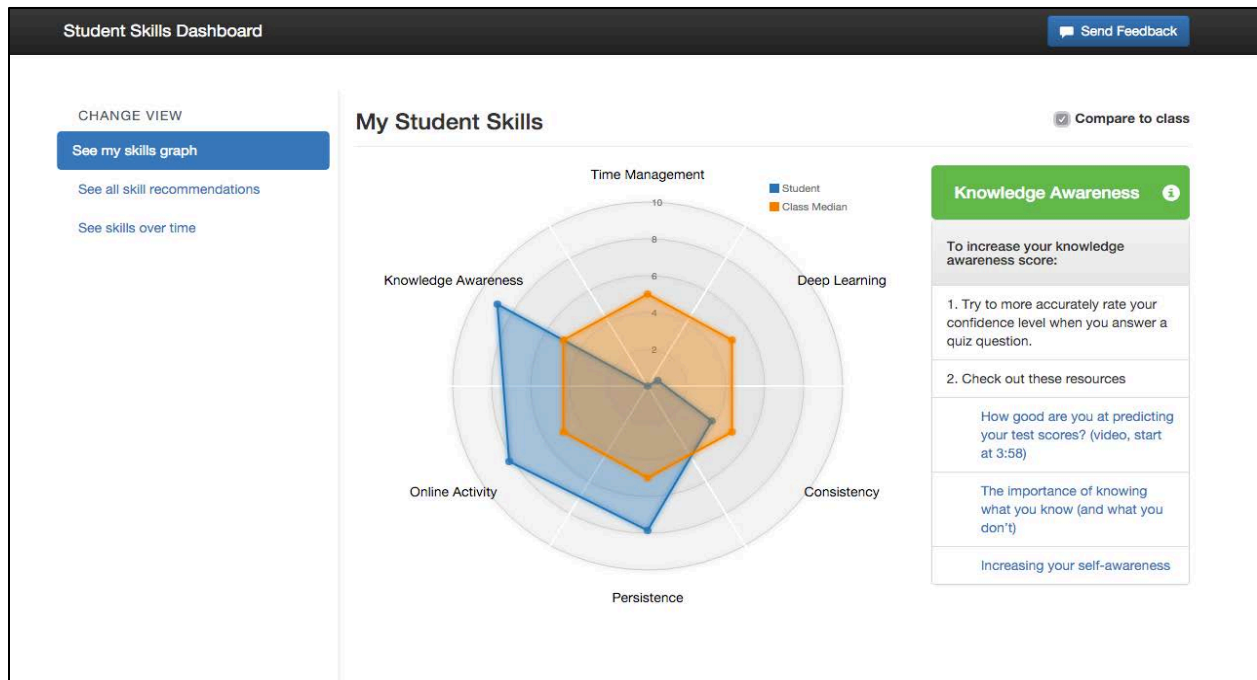 Student Skills Dashboard
Send Feedback
CHANGE VIEW
See my skills graph
See all skill recommendations
See skills over time
My Student Skills
Compare to class
Time Management
Student
Class Median
10
8
6
4
2
Knowledge Awareness
Deep Learning
Online Activity
Consistency
Persistence
Knowledge Awareness
To increase your knowledge
awareness score:
1. Try to more accurately rate your
confidence level when you answer a
quiz question.
2. Check out these resources
How good are you at predicting
your test scores? (video, start
at 3:58)
The importance of knowing
what you know (and what you
don't)
Increasing your self-awareness